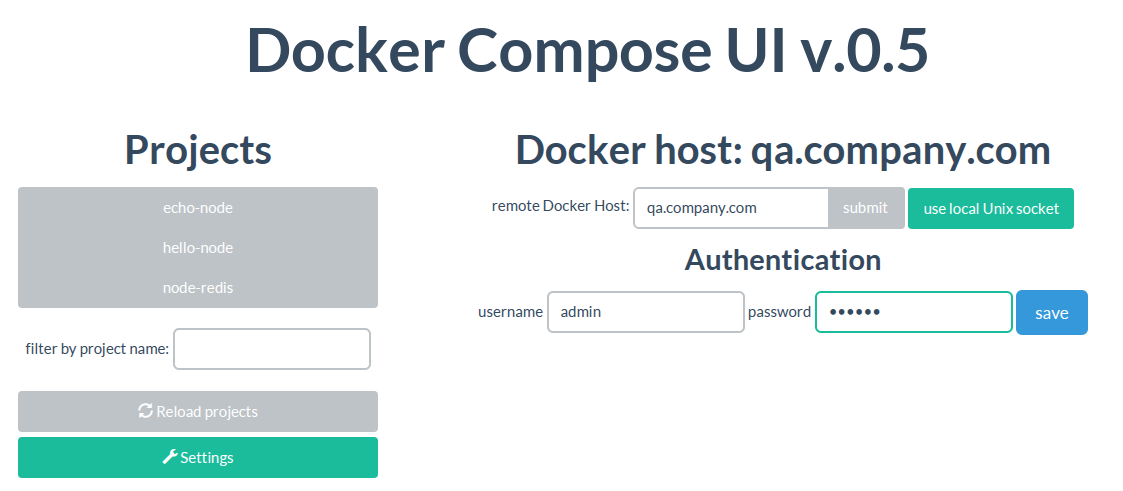 Docker Compose UI v.0.5
Projects
echo-node
hello-node
node-redis
filter by project name:
Reload projects
Settings
Docker host: qa.company.com
remote Docker Host: qa.company.com submit use local Unix socket
Authentication
username admin password •••••• save